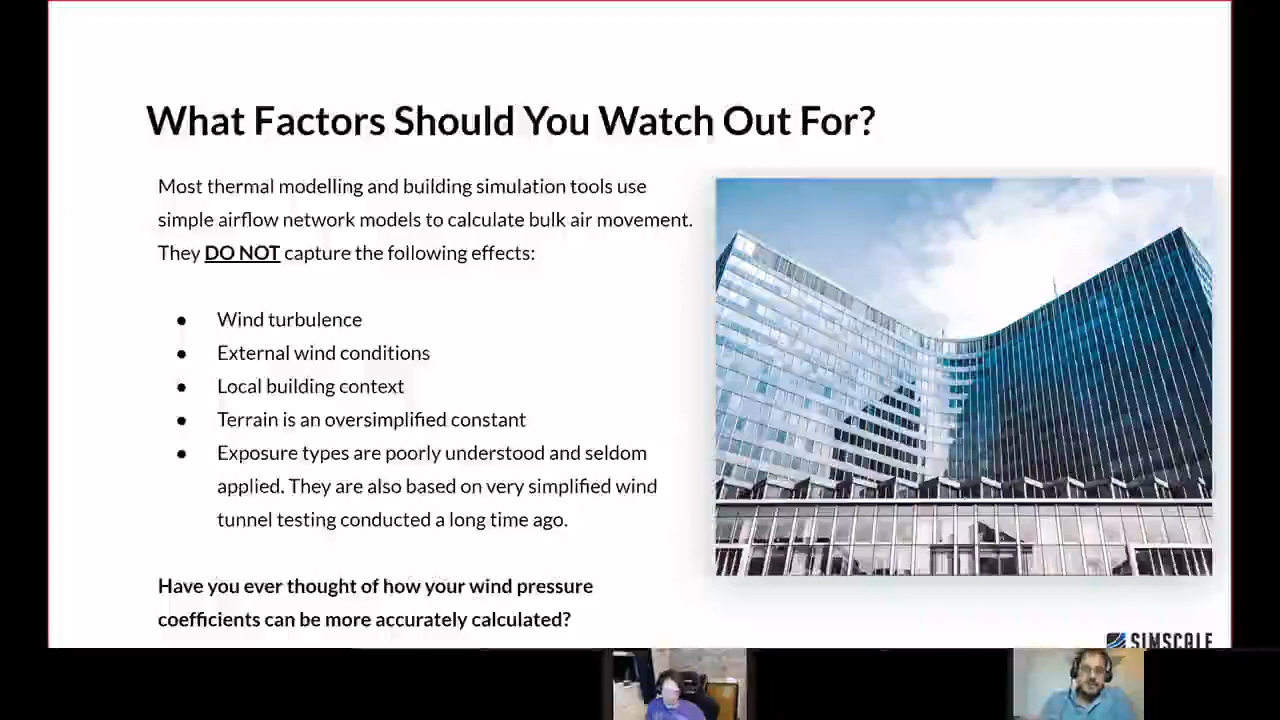 What Factors Should You Watch Out For?
Most thermal modelling and building simulation tools use
simple airflow network models to calculate bulk air movement.
They DO NOT capture the following effects:
● Wind turbulence
● External wind conditions
● Local building context
● Terrain is an oversimplified constant
● Exposure types are poorly understood and seldom
applied. They are also based on very simplified wind
tunnel testing conducted a long time ago.
Have you ever thought of how your wind pressure
coefficients can be more accurately calculated?
SIMSCALE